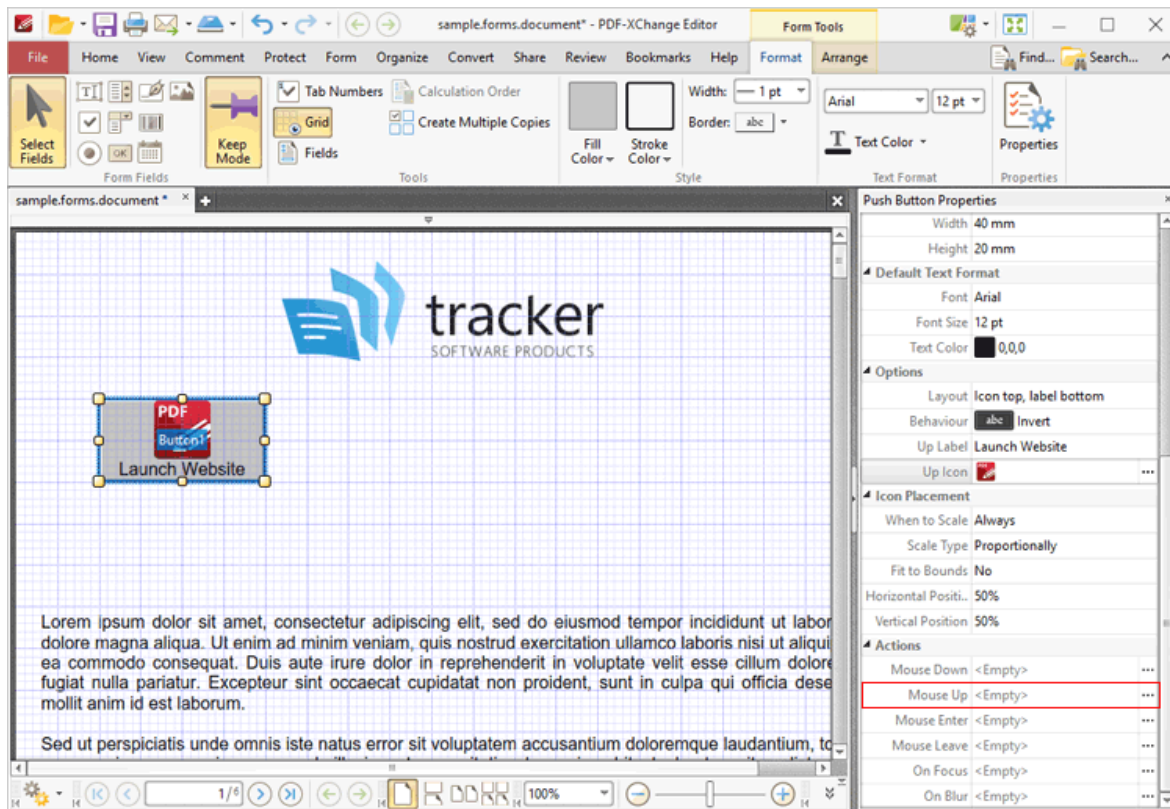 sample.forms.document* - PDF-XChange Editor
Form Tools
File Home View Comment Protect Form Organize Convert Share Review Bookmarks Help Format Arrange Find... Search...
Select Fields
OK
Form Fields
Keep Mode
Tab Numbers
Grid
Fields
Calculation Order
Create Multiple Copies
Tools
Fill Color
Stroke Color
Width: 1 pt
Border: abc
Style
Arial 12 pt
Text Color
Text Format
Properties
Properties
sample.forms.document *
tracker
SOFTWARE PRODUCTS
PDF
Button1
Launch Website
Lorem ipsum dolor sit amet, consectetur adipiscing elit, sed do eiusmod tempor incididunt ut labor
dolore magna aliqua. Ut enim ad minim veniam, quis nostrud exercitation ullamco laboris nisi ut aliqui
ea commodo consequat. Duis aute irure dolor in reprehenderit in voluptate velit esse cillum dolore
fugiat nulla pariatur. Excepteur sint occaecat cupidatat non proident, sunt in culpa qui officia dese
mollit anim id est laborum.
Sed ut perspiciatis unde omnis iste natus error sit voluptatem accusantium doloremque laudantium, to
Push Button Properties
Width 40 mm
Height 20 mm
Default Text Format
Font Arial
Font Size 12 pt
Text Color 0,0,0
Options
Layout Icon top, label bottom
Behaviour abc Invert
Up Label Launch Website
Up Icon
Icon Placement
When to Scale Always
Scale Type Proportionally
Fit to Bounds No
Horizontal Positi... 50%
Vertical Position 50%
Actions
Mouse Down <Empty>
Mouse Up <Empty>
Mouse Enter <Empty>
Mouse Leave <Empty>
On Focus <Empty>
On Blur <Empty>
1/6
100%